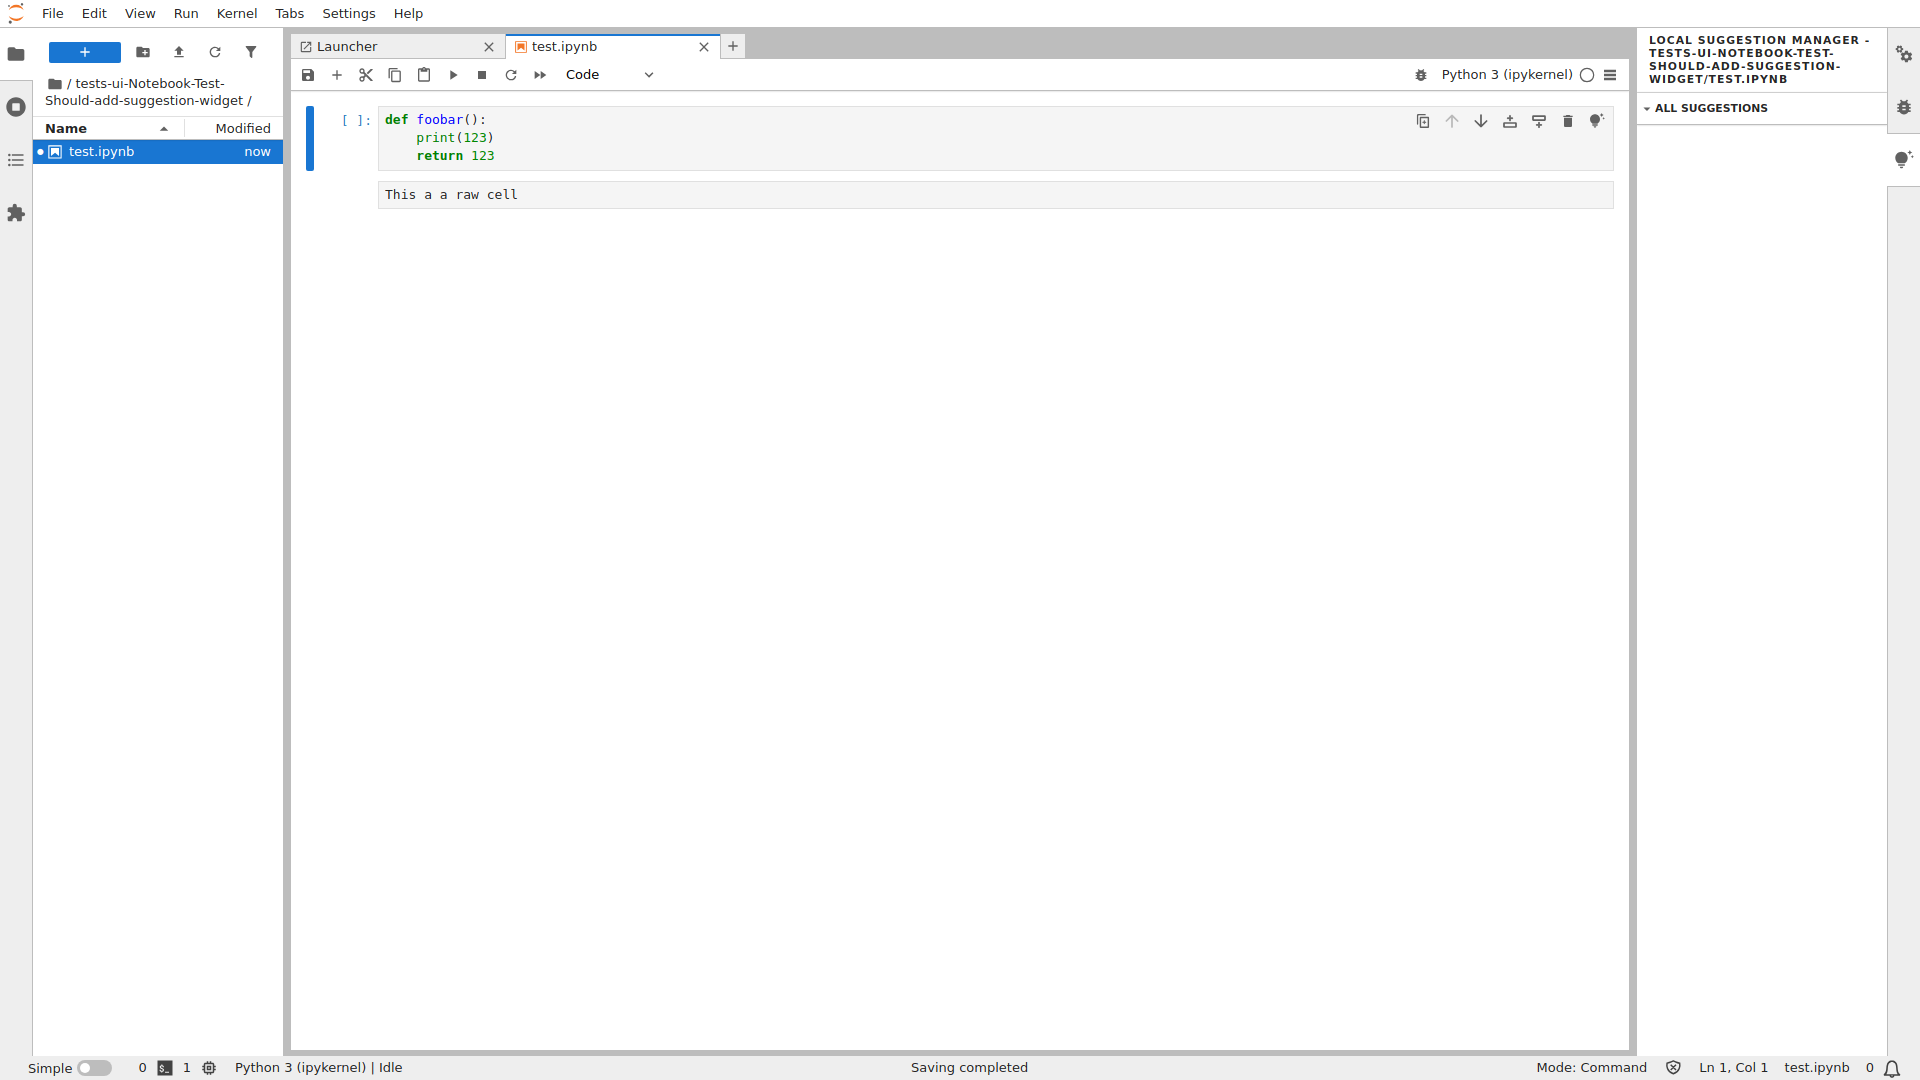 File Edit View Run Kernel Tabs Settings Help
/ tests-ui-Notebook-Test-
Should-add-suggestion-widget /
Name Modified
test.ipynb now
Launcher
test.ipynb
Code
Python 3 (ipykernel)
[ ]:
def foobar():
    print(123)
    return 123
This a a raw cell
LOCAL SUGGESTION MANAGER -
TESTS-UI-NOTEBOOK-TEST-
SHOULD-ADD-SUGGESTION-
WIDGET/TEST.IPYNB
ALL SUGGESTIONS
Simple 0 $_ 1 Python 3 (ipykernel) | Idle Saving completed Mode: Command Ln 1, Col 1 test.ipynb 0